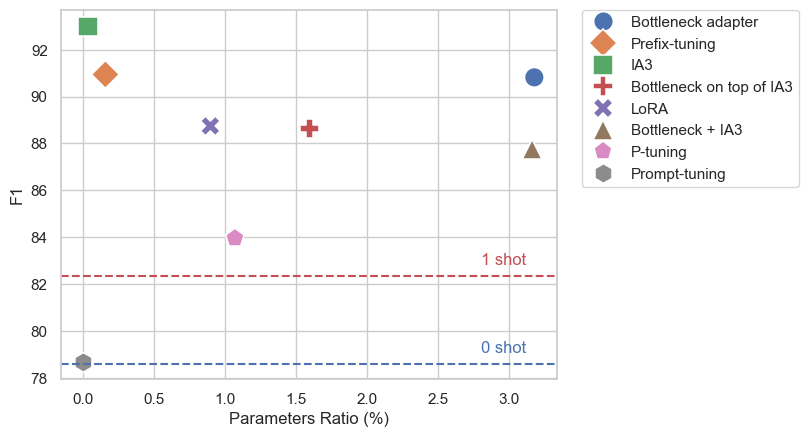 Bottleneck adapter
Prefix-tuning
IA3
Bottleneck on top of IA3
LoRA
Bottleneck + IA3
P-tuning
Prompt-tuning
F1
92
90
88
86
84
82
80
78
1 shot
0 shot
0.0 0.5 1.0 1.5 2.0 2.5 3.0
Parameters Ratio (%)